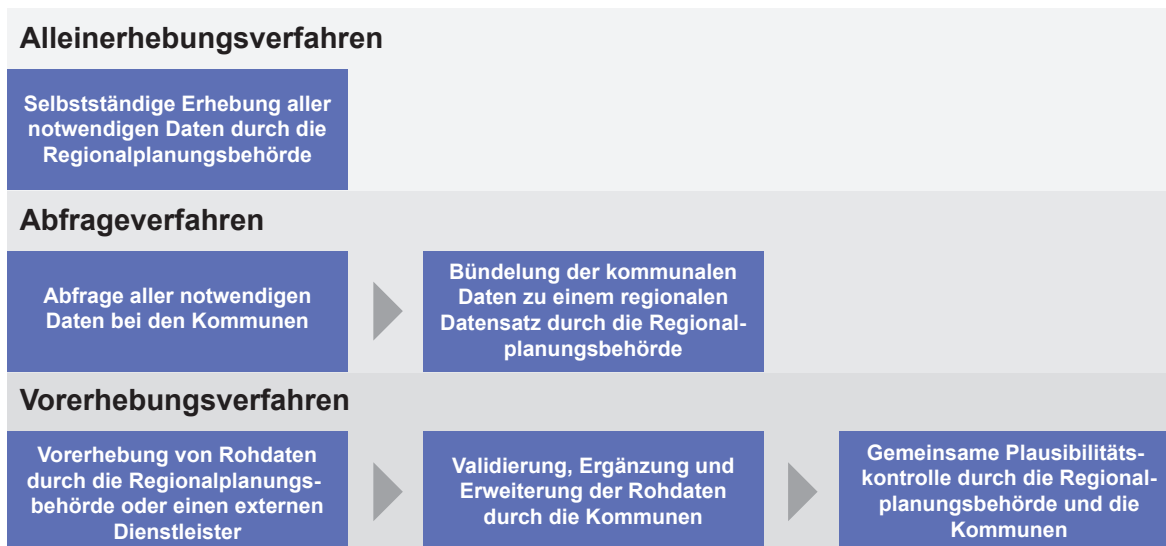 Alleinerhebungsverfahren
Selbstständige Erhebung aller
notwendigen Daten durch die
Regionalplanungsbehörde
Abfrageverfahren
Abfrage aller notwendigen
Daten bei den Kommunen
Bündelung der kommunalen
Daten zu einem regionalen
Datensatz durch die Regional-
planungsbehörde
Vorerhebungsverfahren
Vorerhebung von Rohdaten
durch die Regionalplanungs-
behörde oder einen externen
Dienstleister
Validierung, Ergänzung und
Erweiterung der Rohdaten
durch die Kommunen
Gemeinsame Plausibilitäts-
kontrolle durch die Regional-
planungsbehörde und die
Kommunen